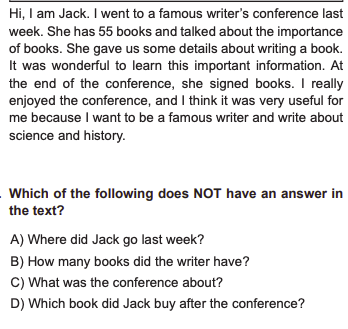 Hi, I am Jack. I went to a famous writer's conference last
week. She has 55 books and talked about the importance
of books. She gave us some details about writing a book.
It was wonderful to learn this important information. At
the end of the conference, she signed books. I really
enjoyed the conference, and I think it was very useful for
me because I want to be a famous writer and write about
science and history.
Which of the following does NOT have an answer in
the text?
A) Where did Jack go last week?
B) How many books did the writer have?
C) What was the conference about?
D) Which book did Jack buy after the conference?